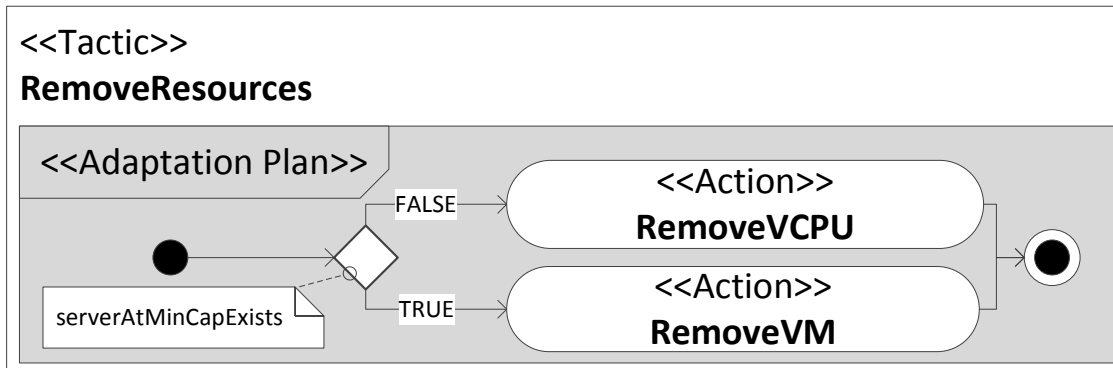 <<Tactic>>
RemoveResources
<<Adaptation Plan>>
FALSE
<<Action>>
RemoveVCPU
serverAtMinCapExists
TRUE
<<Action>>
RemoveVM